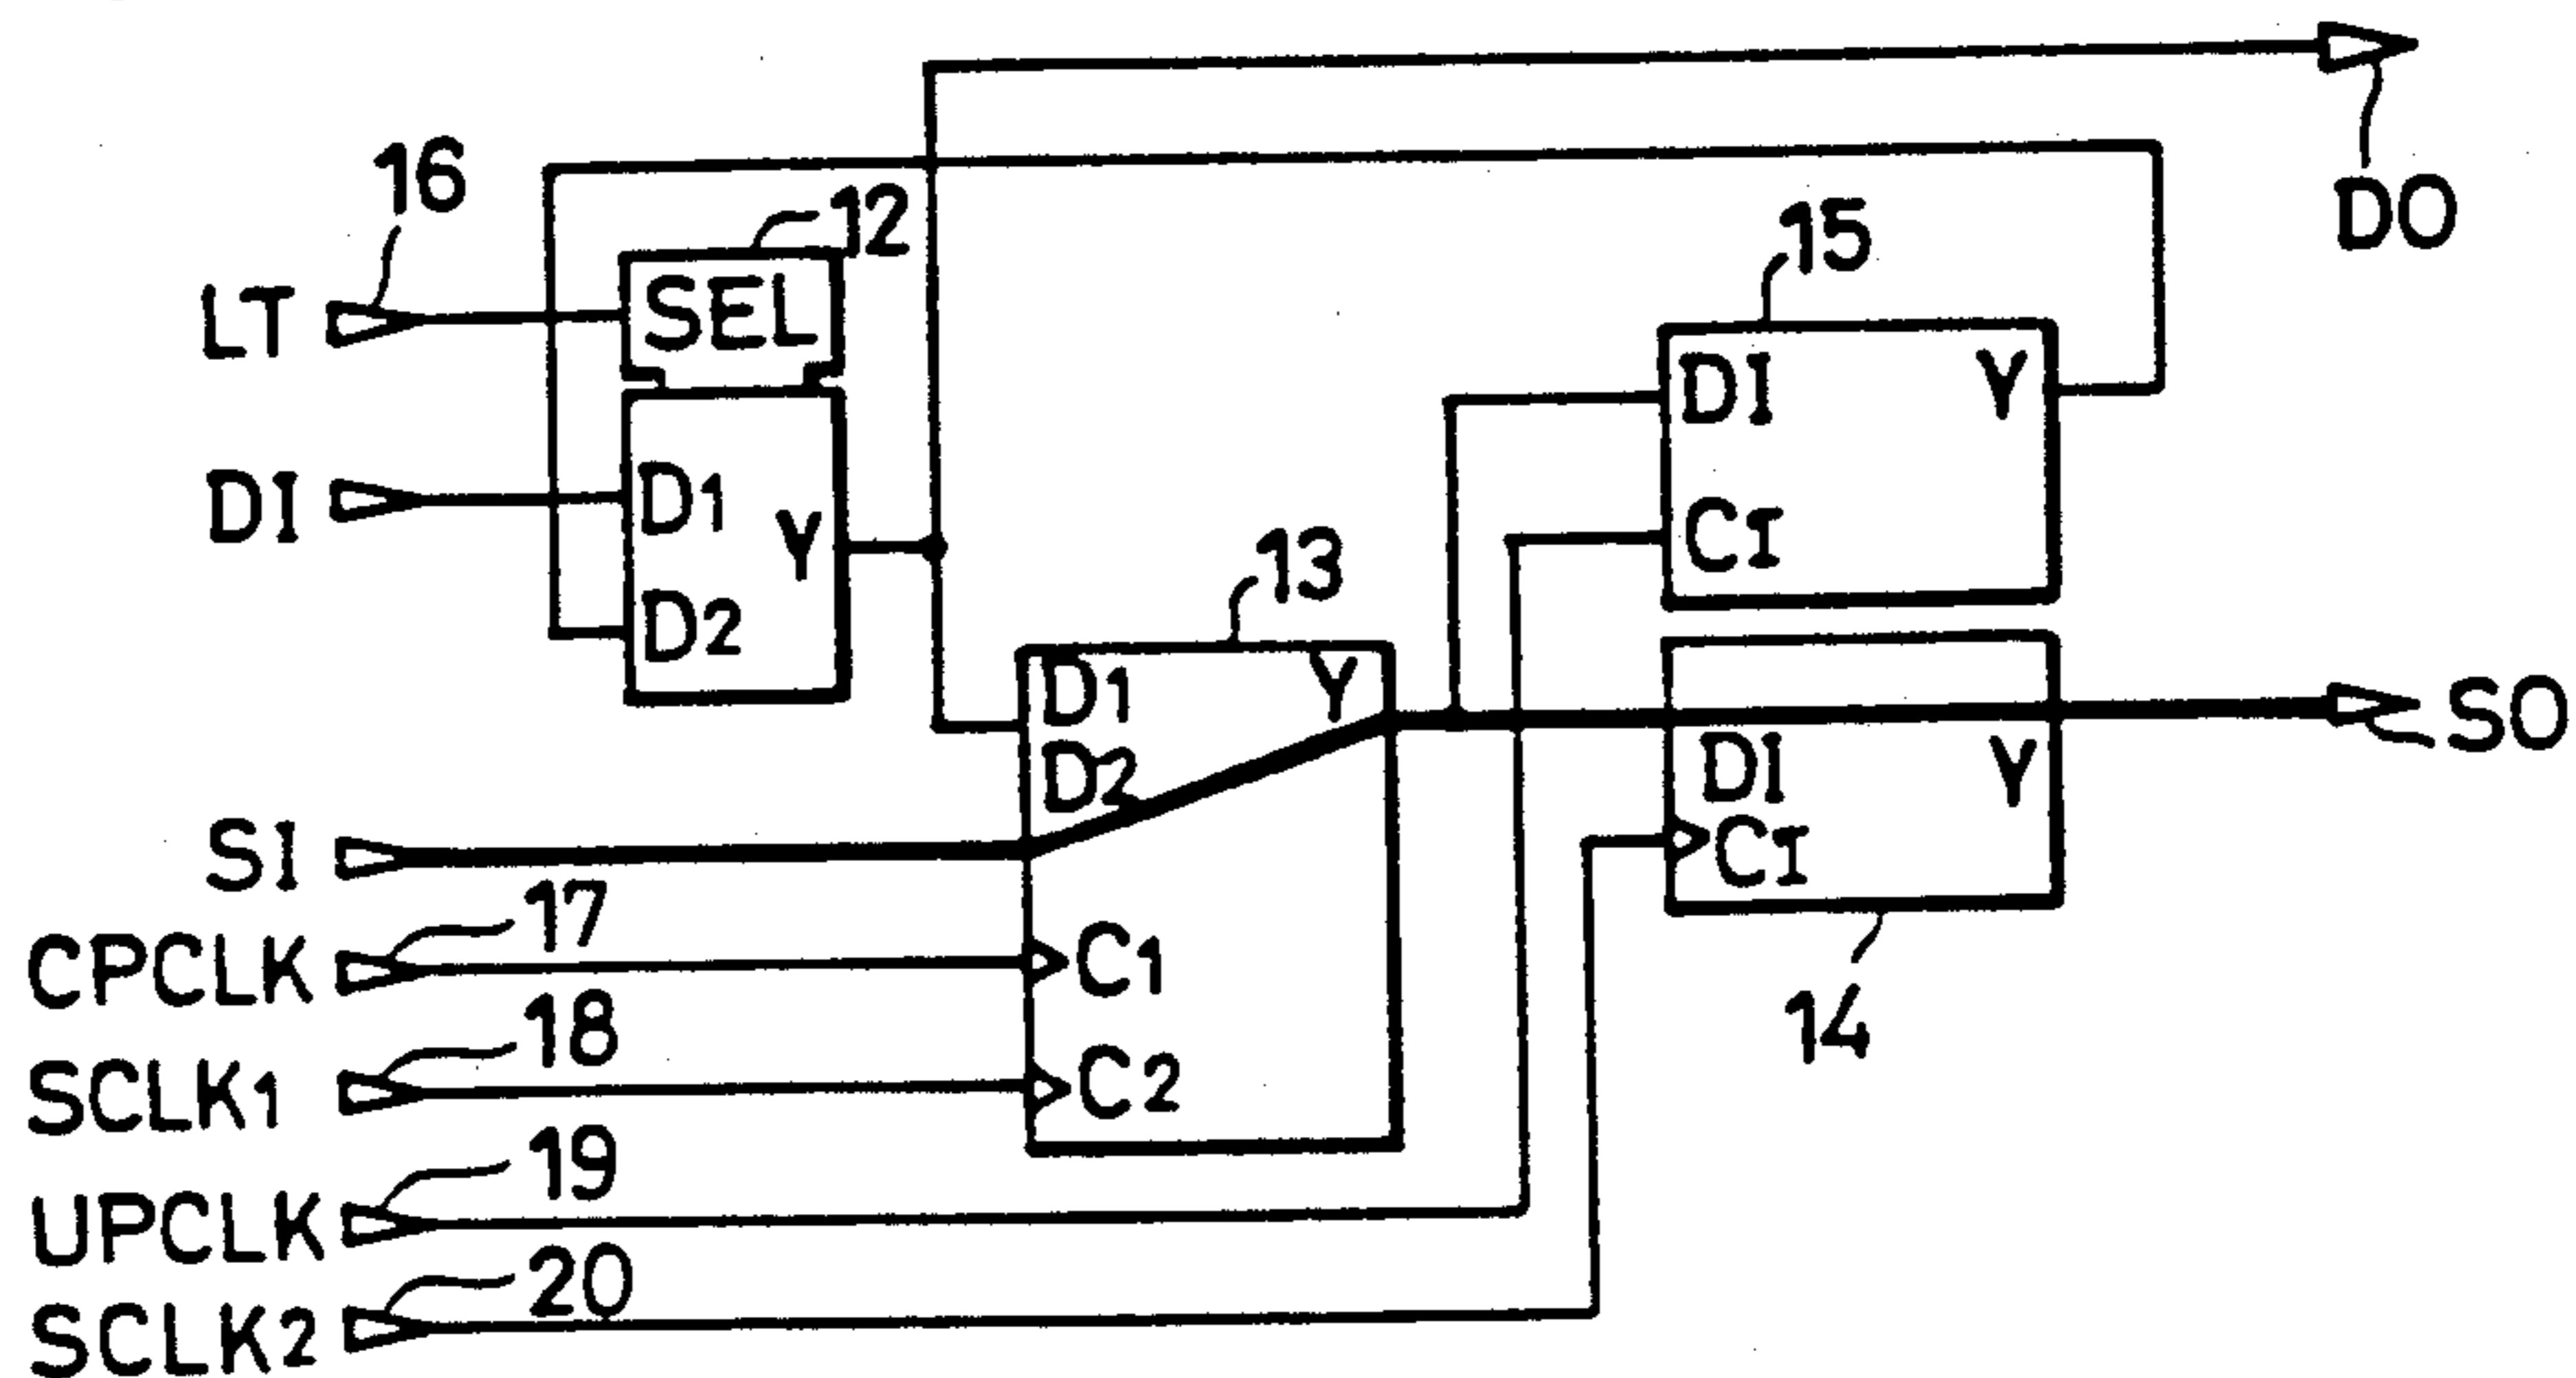 DO
16
12
15
LT
SEL
DI
Y
DI
D1
Y
CI
D2
13
D1
Y
D2
SO
DI
Y
CI
SI
17
CPCLK
C1
14
18
SCLK1
C2
19
UPCLK
20
SCLK2